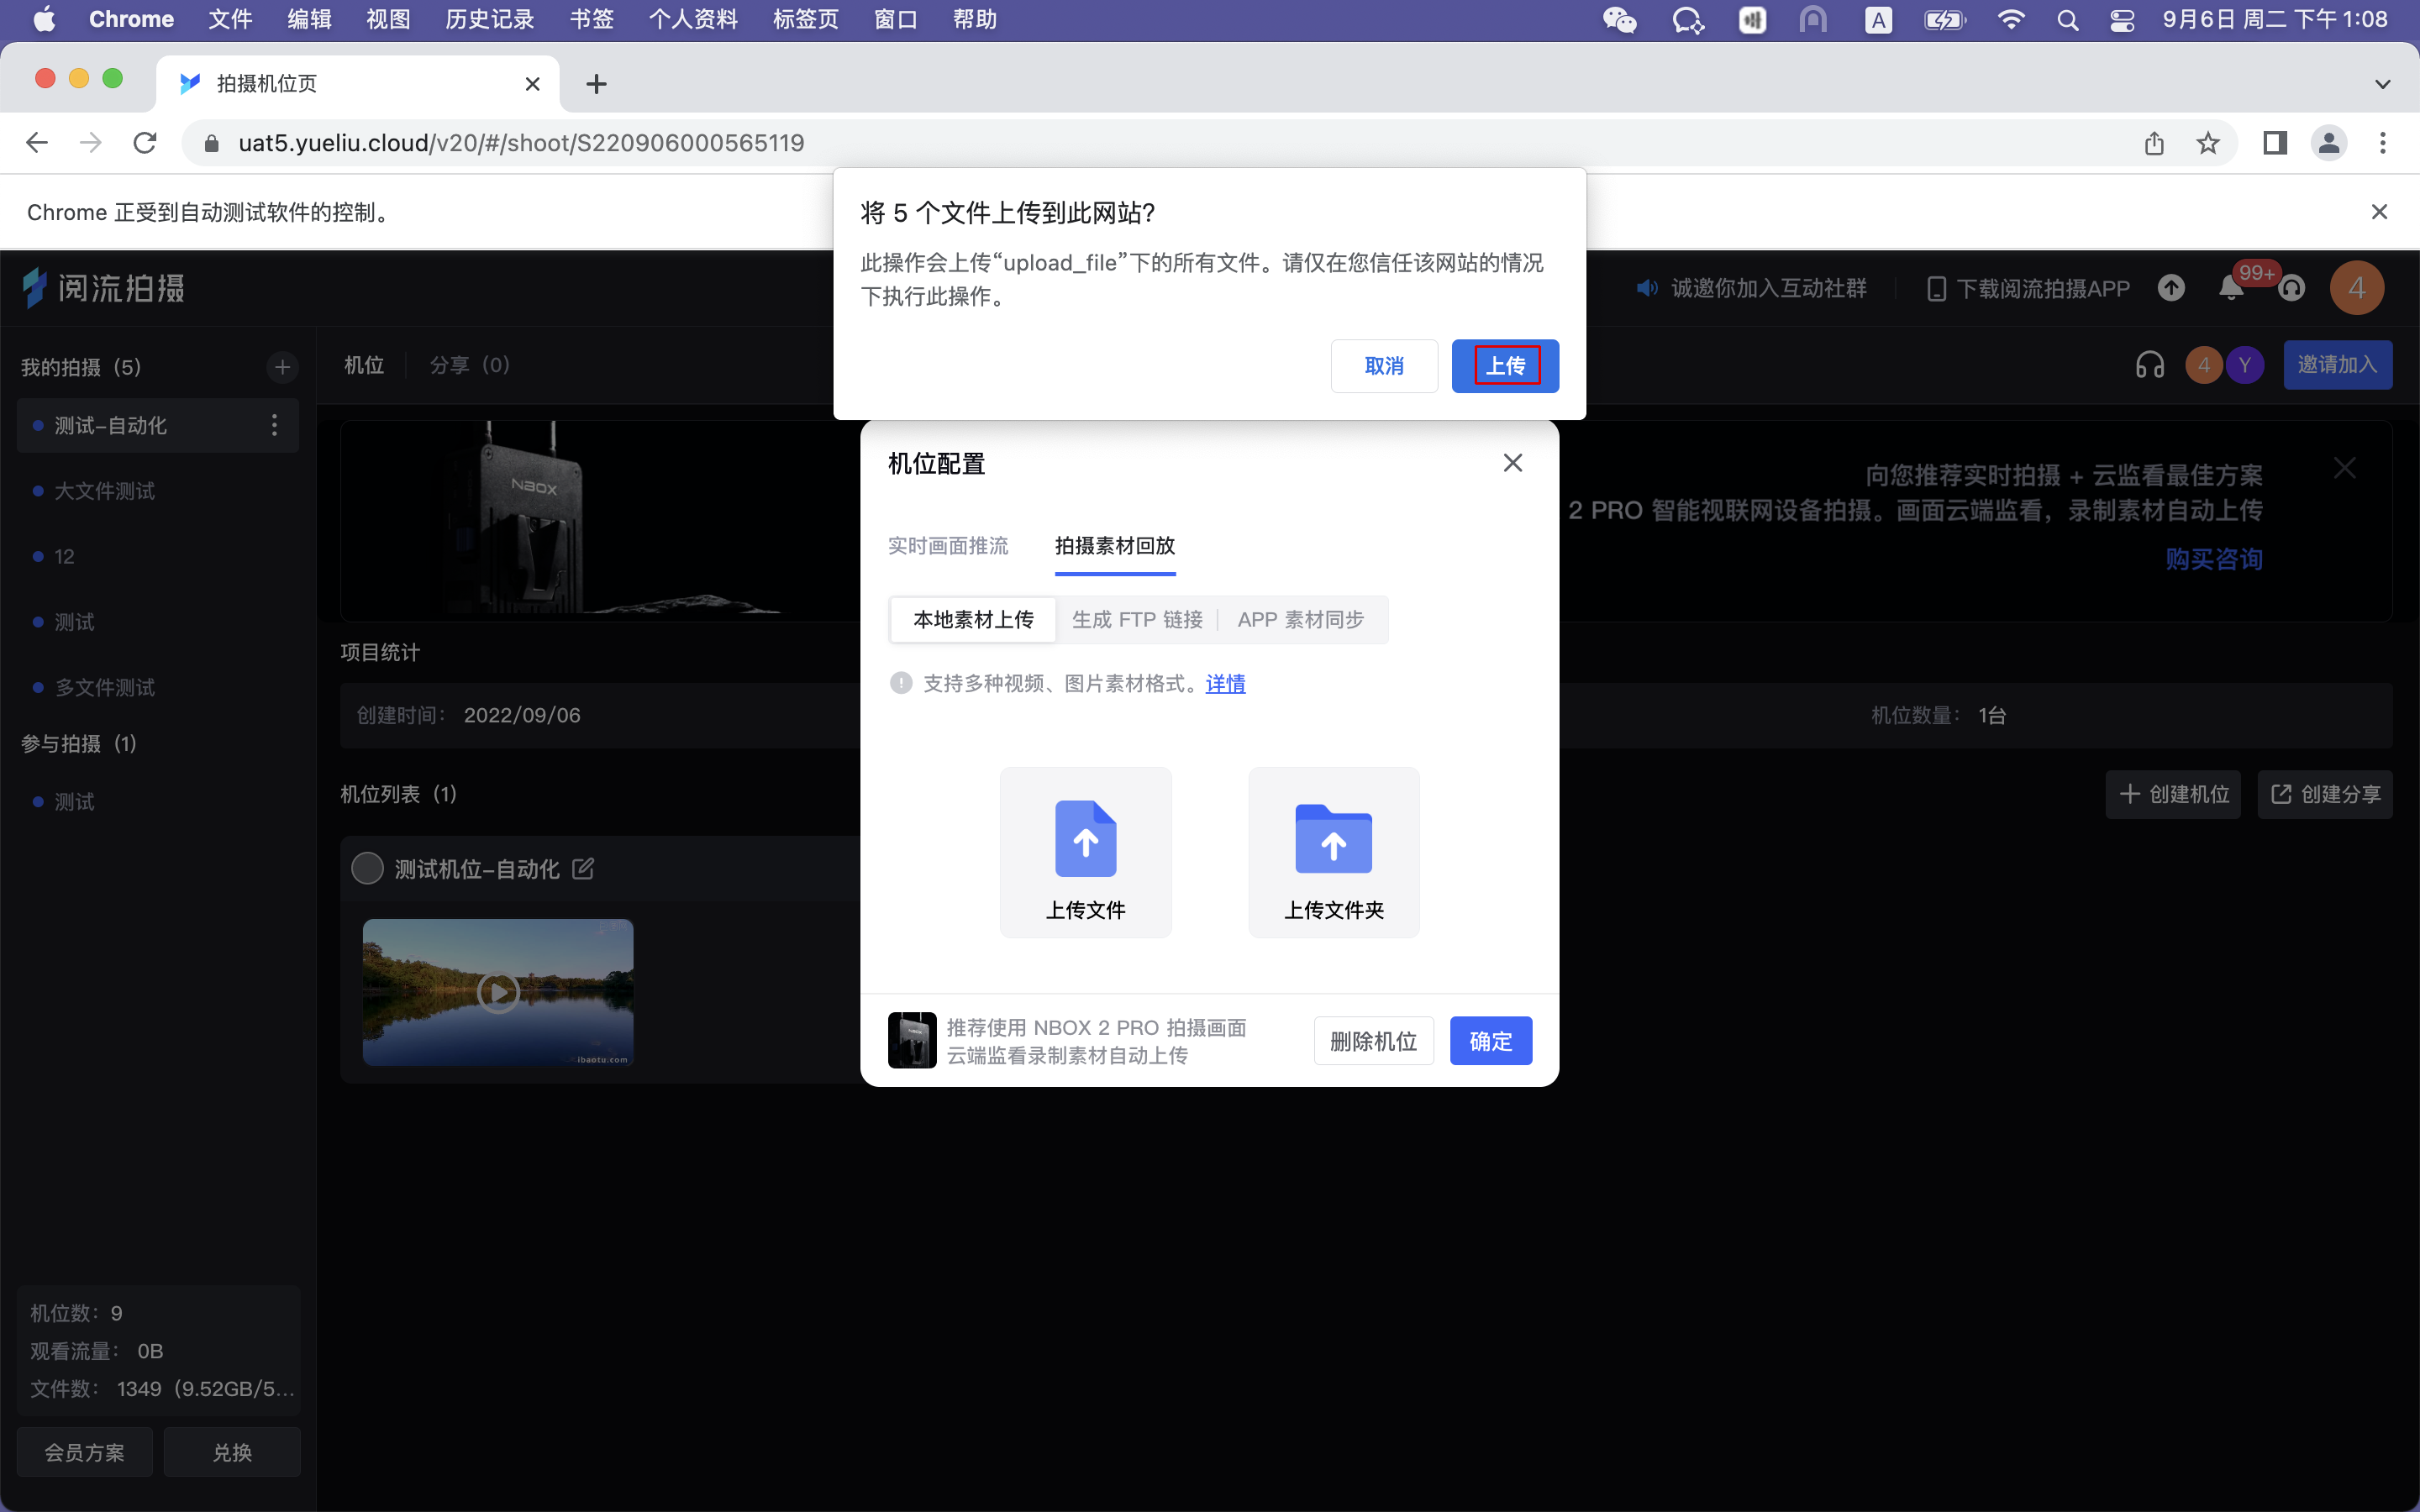 Chrome 文件 编辑 视图 历史记录 书签 个人资料 标签页 窗口 帮助 A 9月6日 周二 下午 1:08
拍摄机位页
uat5.yueliu.cloud/v20/#/shoot/S220906000565119
Chrome 正受到自动测试软件的控制。
将 5 个文件上传到此网站?
此操作会上传“upload_file”下的所有文件。请仅在您信任该网站的情况
下执行此操作。
取消 上传
阅流拍摄
诚邀你加入互动社群 下载阅流拍摄APP 99+ 4
我的拍摄（5）
机位 分享（0）
4 Y 邀请加入
测试-自动化
大文件测试
12
测试
多文件测试
参与拍摄（1）
测试
NBOX
向您推荐实时拍摄 + 云监看最佳方案
2 PRO 智能视联网设备拍摄。画面云端监看，录制素材自动上传
购买咨询
项目统计
创建时间： 2022/09/06
机位数量： 1台
机位列表（1）
创建机位 创建分享
测试机位-自动化
ibaotu.com
机位配置
实时画面推流 拍摄素材回放
本地素材上传 生成 FTP 链接 APP 素材同步
支持多种视频、图片素材格式。详情
上传文件 上传文件夹
推荐使用 NBOX 2 PRO 拍摄画面
云端监看录制素材自动上传
删除机位 确定
机位数：9
观看流量： 0B
文件数： 1349（9.52GB/5...
会员方案 兑换